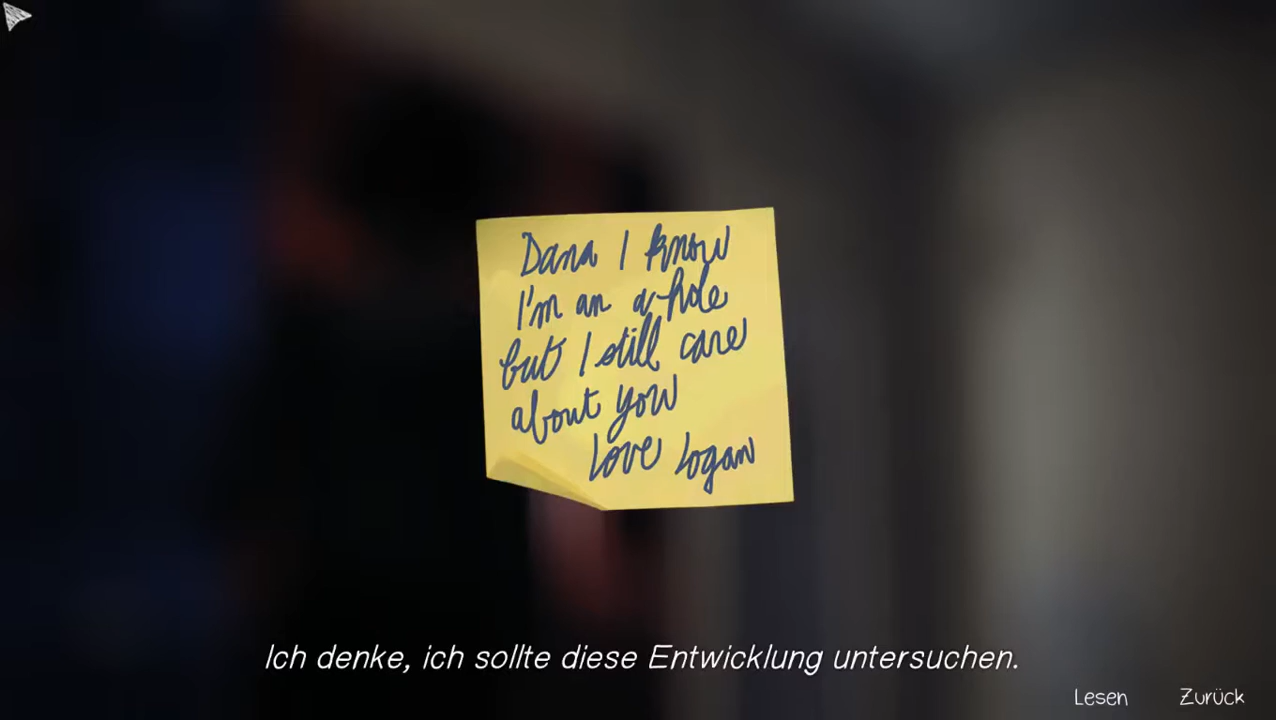 Dana I know
I'm an a-hole
but I still care
about you
Love Logan
Ich denke, ich sollte diese Entwicklung untersuchen.
Lesen Zurück